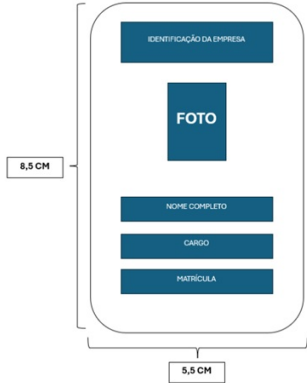 IDENTIFICAÇÃO DA EMPRESA
FOTO
8,5 CM
NOME COMPLETO
CARGO
MATRÍCULA
5,5 CM